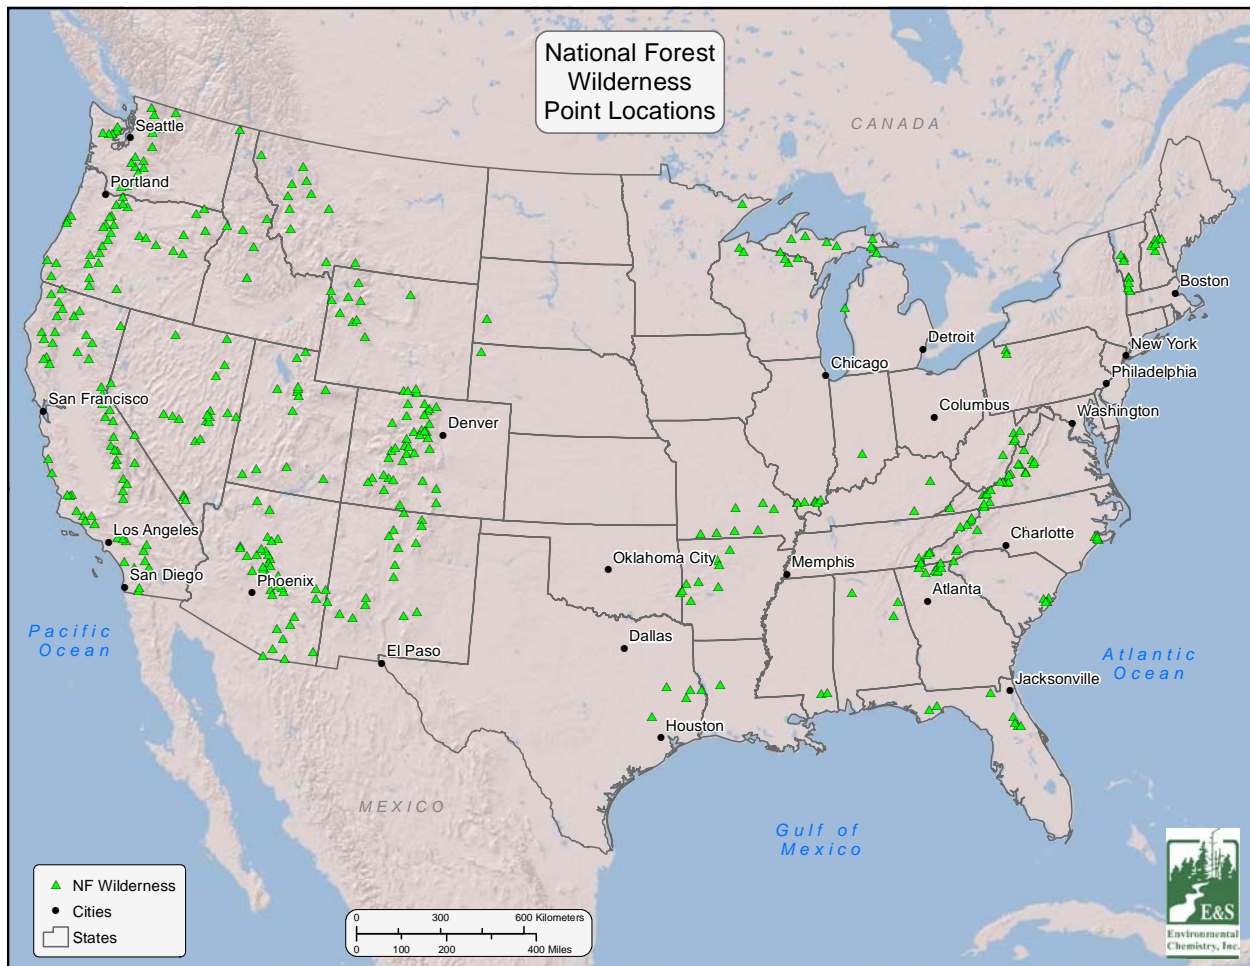 National Forest
Wilderness
Point Locations
CANADA
Seattle
Portland
Boston
Detroit
New York
Chicago
Philadelphia
San Francisco
Columbus
Washington
Denver
Los Angeles
Charlotte
Oklahoma City
Memphis
San Diego
Phoenix
Atlanta
Pacific
Ocean
Dallas
El Paso
Atlantic
Ocean
Jacksonville
Houston
MEXICO
Gulf of
Mexico
NF Wilderness
Cities
States
0 300 600 Kilometers
0 100 200 400 Miles
E&S
Environmental
Chemistry, Inc.